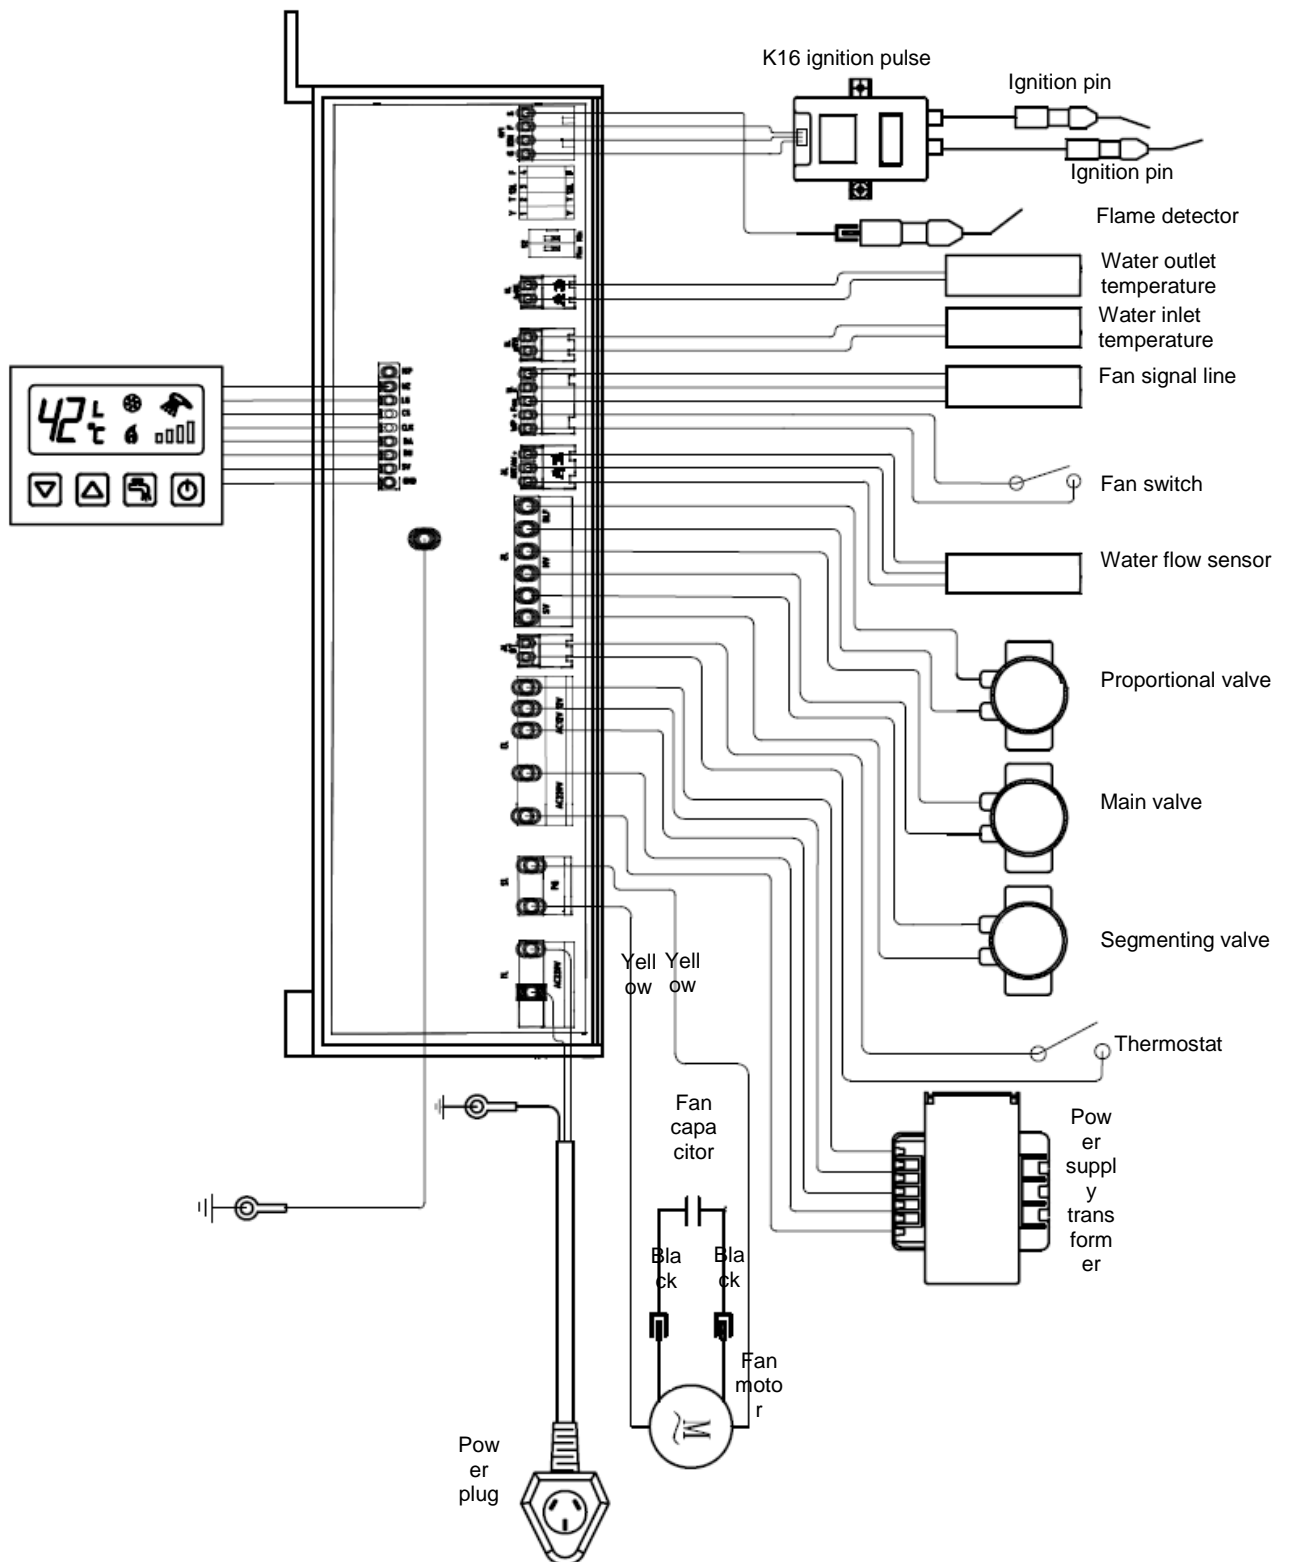 K16 ignition pulse
Ignition pin
Ignition pin
Flame detector
Water outlet
temperature
Water inlet
temperature
Fan signal line
Fan switch
Water flow sensor
Proportional valve
Main valve
Segmenting valve
Thermostat
Pow
er
suppl
y
trans
form
er
42
L
°C
AC220V
AC220V
Yell
ow
Yell
ow
Fan
capa
citor
Bla
ck
Bla
ck
Fan
moto
r
M
Pow
er
plug